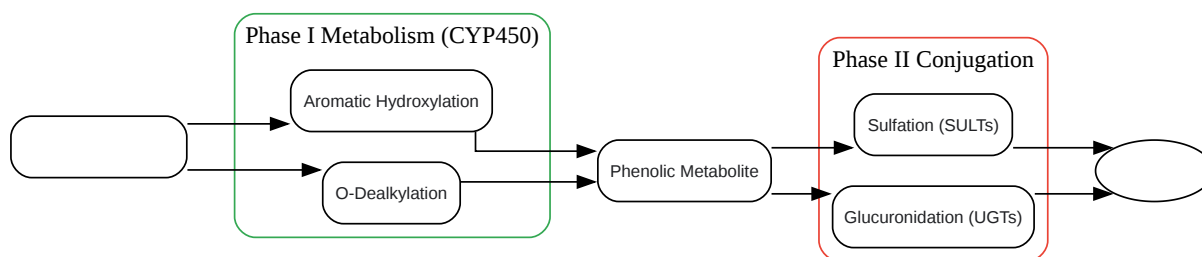 Phase I Metabolism (CYP450)
Aromatic Hydroxylation
O-Dealkylation
Phenolic Metabolite
Phase II Conjugation
Sulfation (SULTs)
Glucuronidation (UGTs)